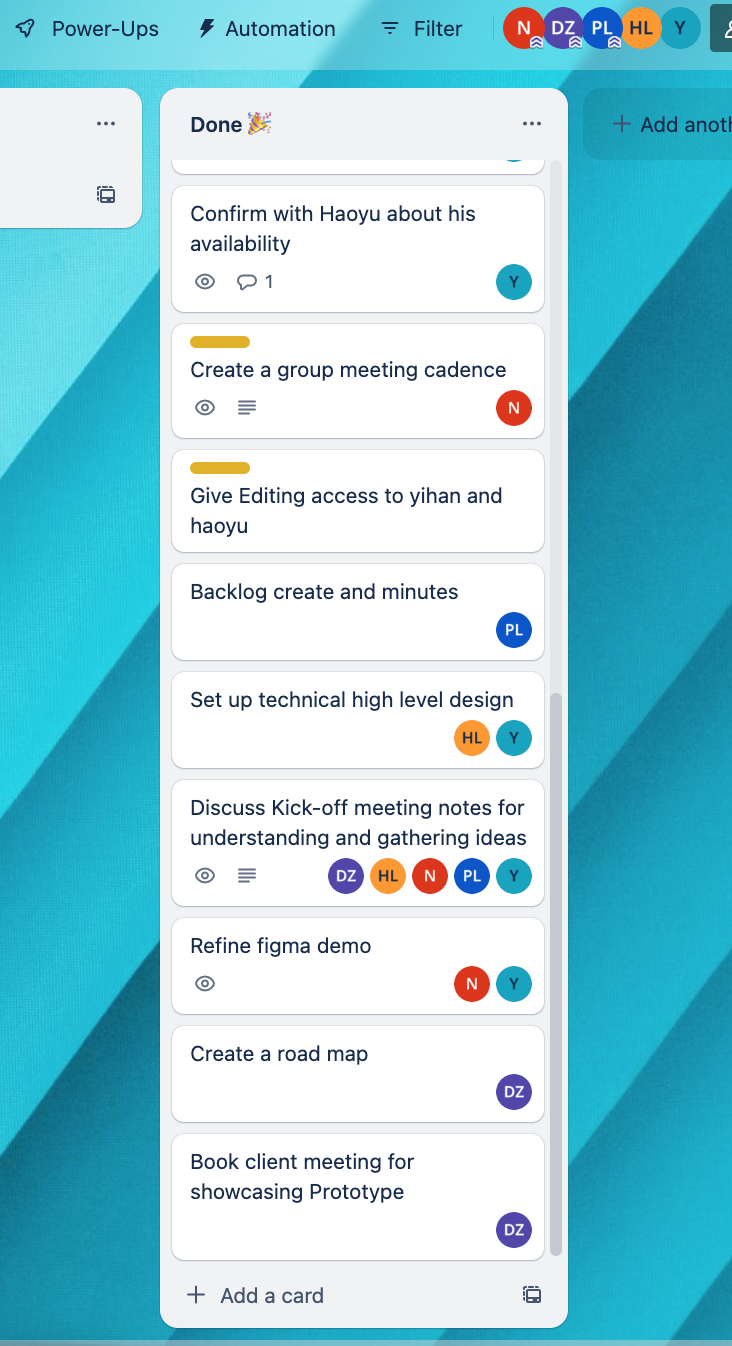 Power-Ups Automation Filter N DZ PL HL Y
Done 🎉
Confirm with Haoyu about his
availability
1 Y
Create a group meeting cadence
N
Give Editing access to yihan and
haoyu
Backlog create and minutes
PL
Set up technical high level design
HL Y
Discuss Kick-off meeting notes for
understanding and gathering ideas
DZ HL N PL Y
Refine figma demo
N Y
Create a road map
DZ
Book client meeting for
showcasing Prototype
DZ
+ Add a card
+ Add